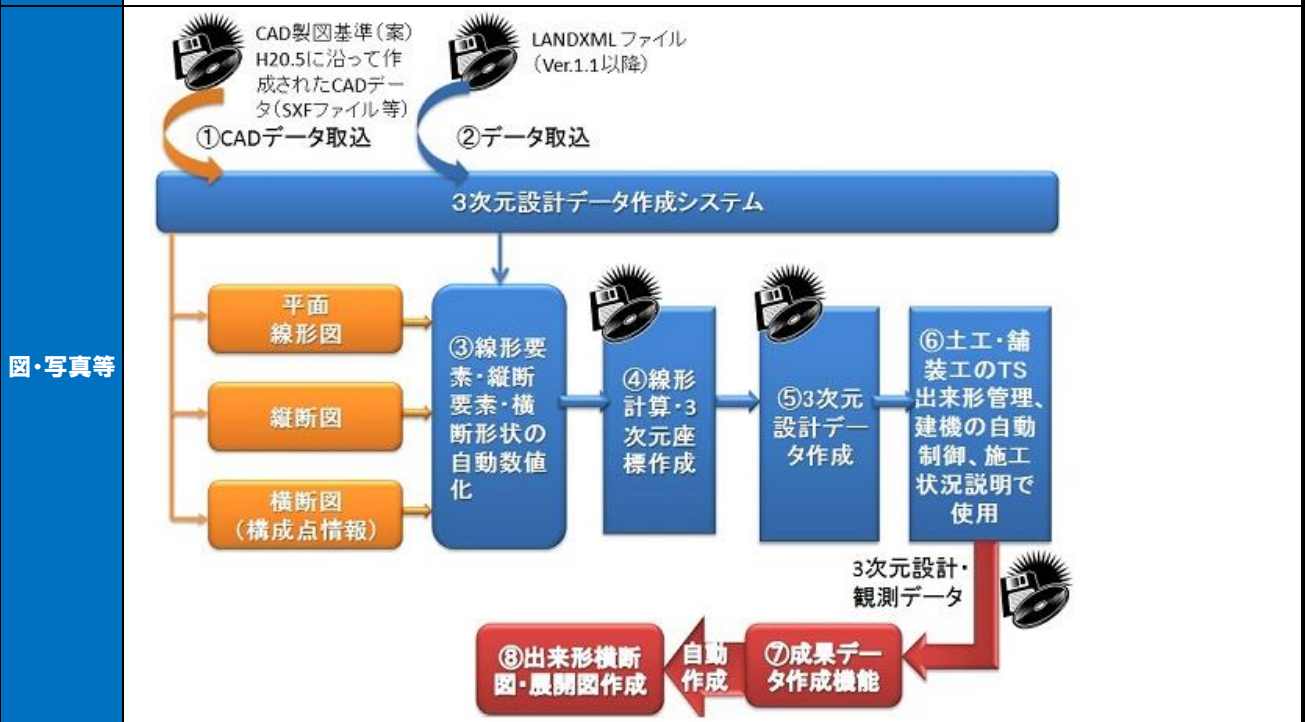 図・写真等
CAD製図基準（案）
H20.5に沿って作
成されたCADデー
タ（SXFファイル等）
①CADデータ取込
LANDXMLファイル
（Ver.1.1以降）
②データ取込
3次元設計データ作成システム
平面
線形図
縦断図
横断図
（構成点情報）
③線形要
素・縦断
要素・横
断形状の
自動数値
化
④線形
計算・3
次元座
標作成
⑤3次元
設計デー
タ作成
⑥土工・舗
装工のTS
出来形管理、
建機の自動
制御、施工
状況説明で
使用
3次元設計・
観測データ
⑦成果デー
タ作成機能
自動
作成
⑧出来形横断
図・展開図作成